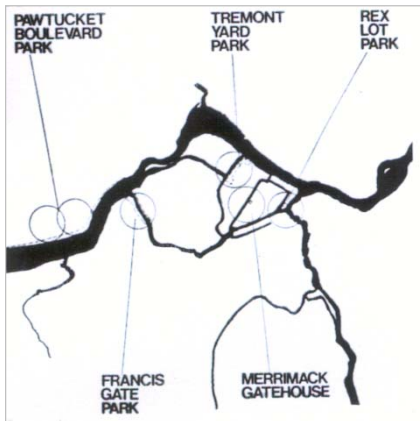 PAWTUCKET
BOULEVARD
PARK
TREMONT
YARD
PARK
REX
LOT
PARK
FRANCIS
GATE
PARK
MERRIMACK
GATEHOUSE